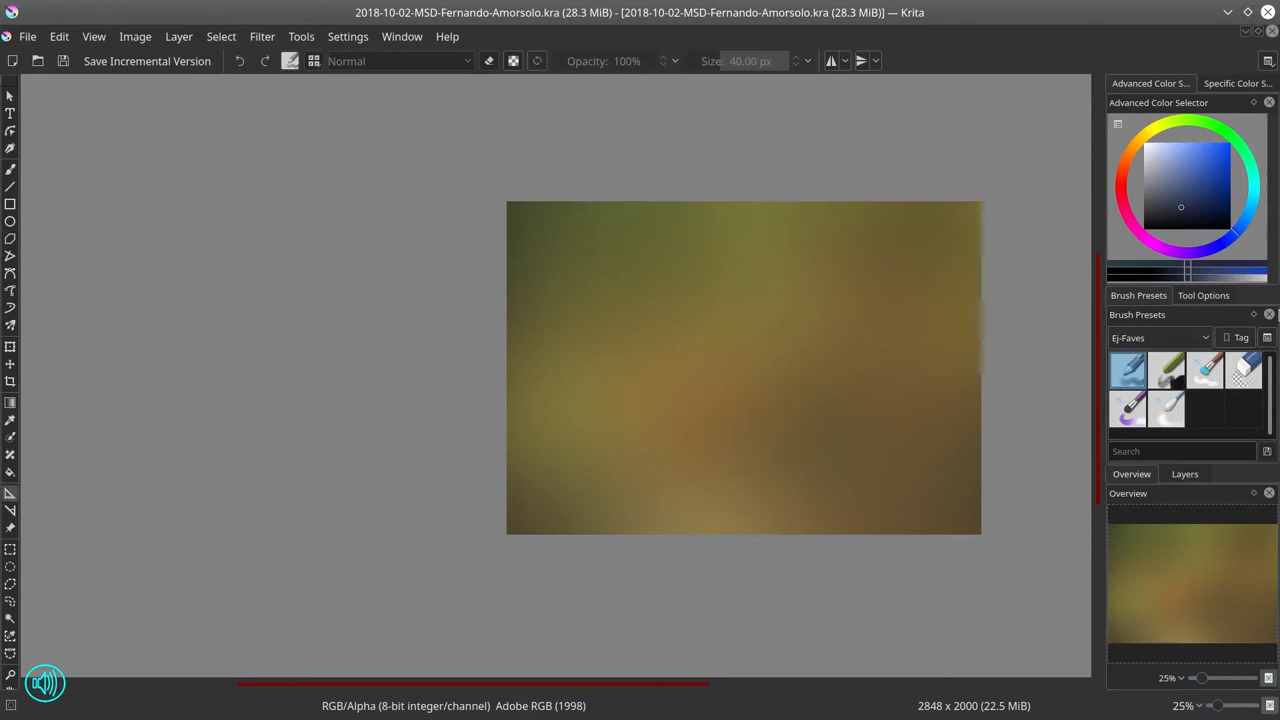 2018-10-02-MSD-Fernando-Amorsolo.kra (28.3 MiB) - [2018-10-02-MSD-Fernando-Amorsolo.kra (28.3 MiB)] — Krita
File Edit View Image Layer Select Filter Tools Settings Window Help
Save Incremental Version Normal Opacity: 100% Size: 40.00 px
Advanced Color S... Specific Color S...
Advanced Color Selector
Brush Presets Tool Options
Brush Presets
Ej-Faves Tag
Search
Overview Layers
Overview
25%
RGB/Alpha (8-bit integer/channel) Adobe RGB (1998) 2848 x 2000 (22.5 MiB) 25%